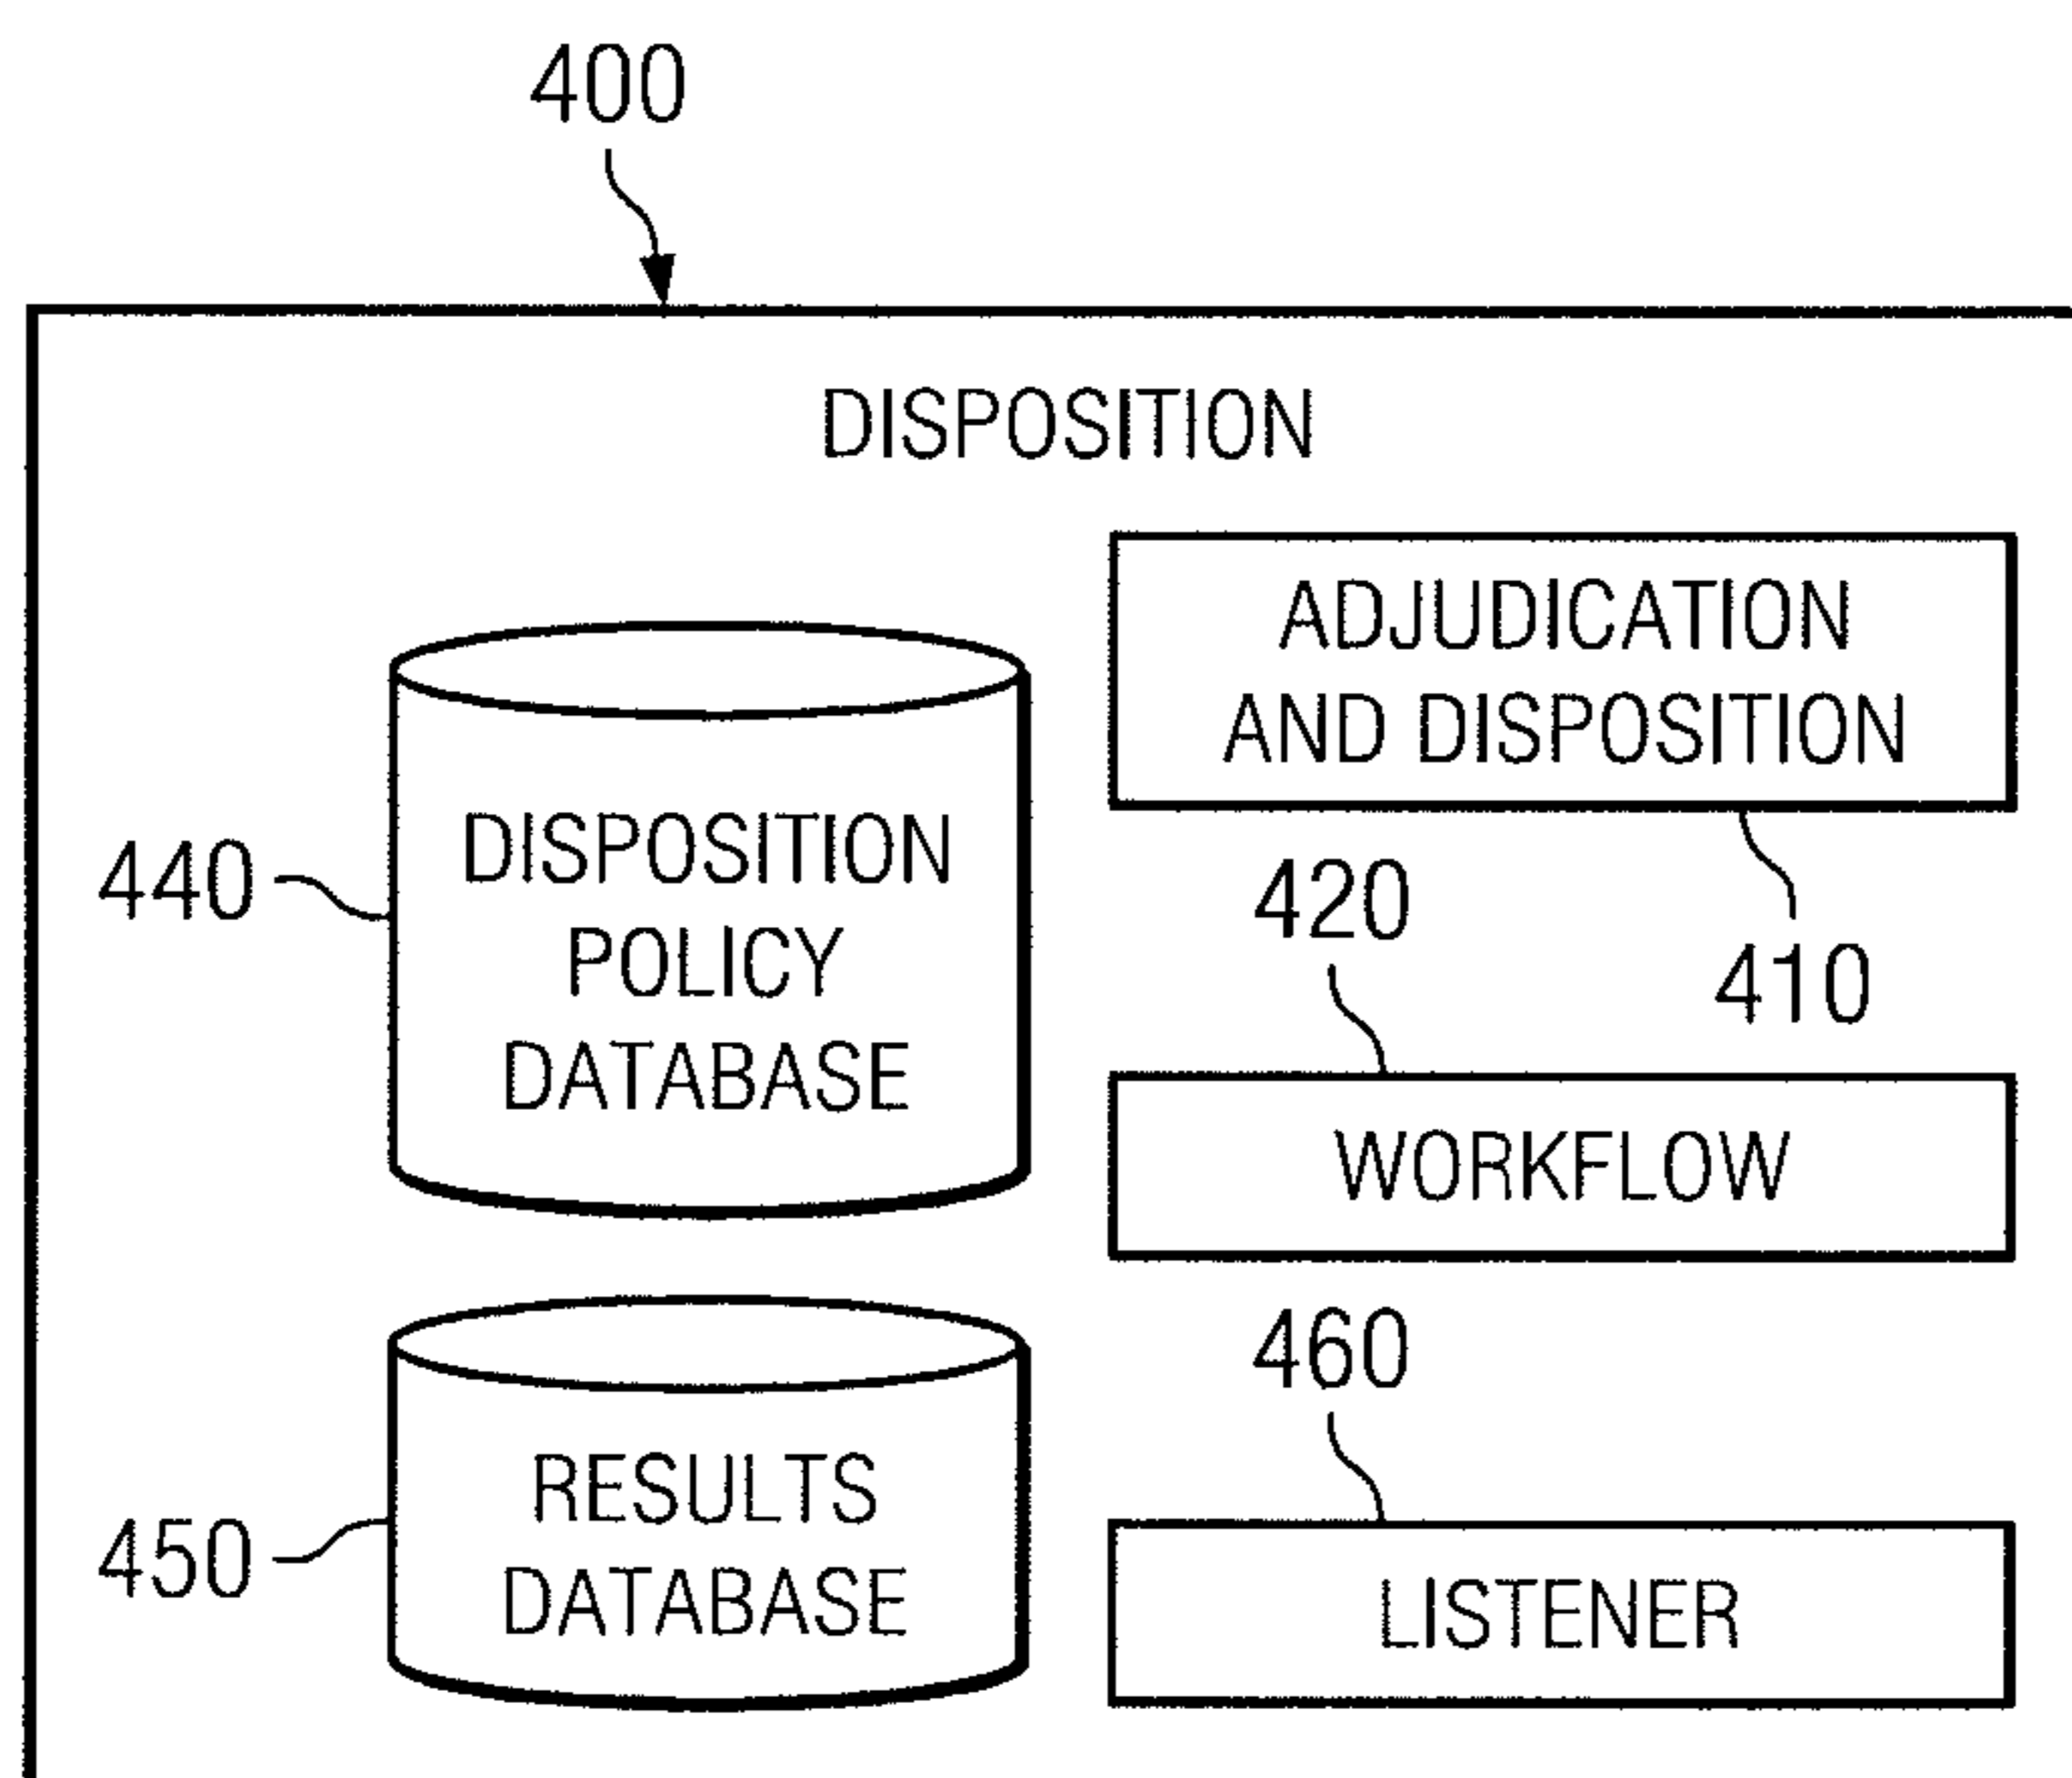 400
DISPOSITION
ADJUDICATION
AND DISPOSITION
410
440
DISPOSITION
POLICY
DATABASE
420
WORKFLOW
450
RESULTS
DATABASE
460
LISTENER